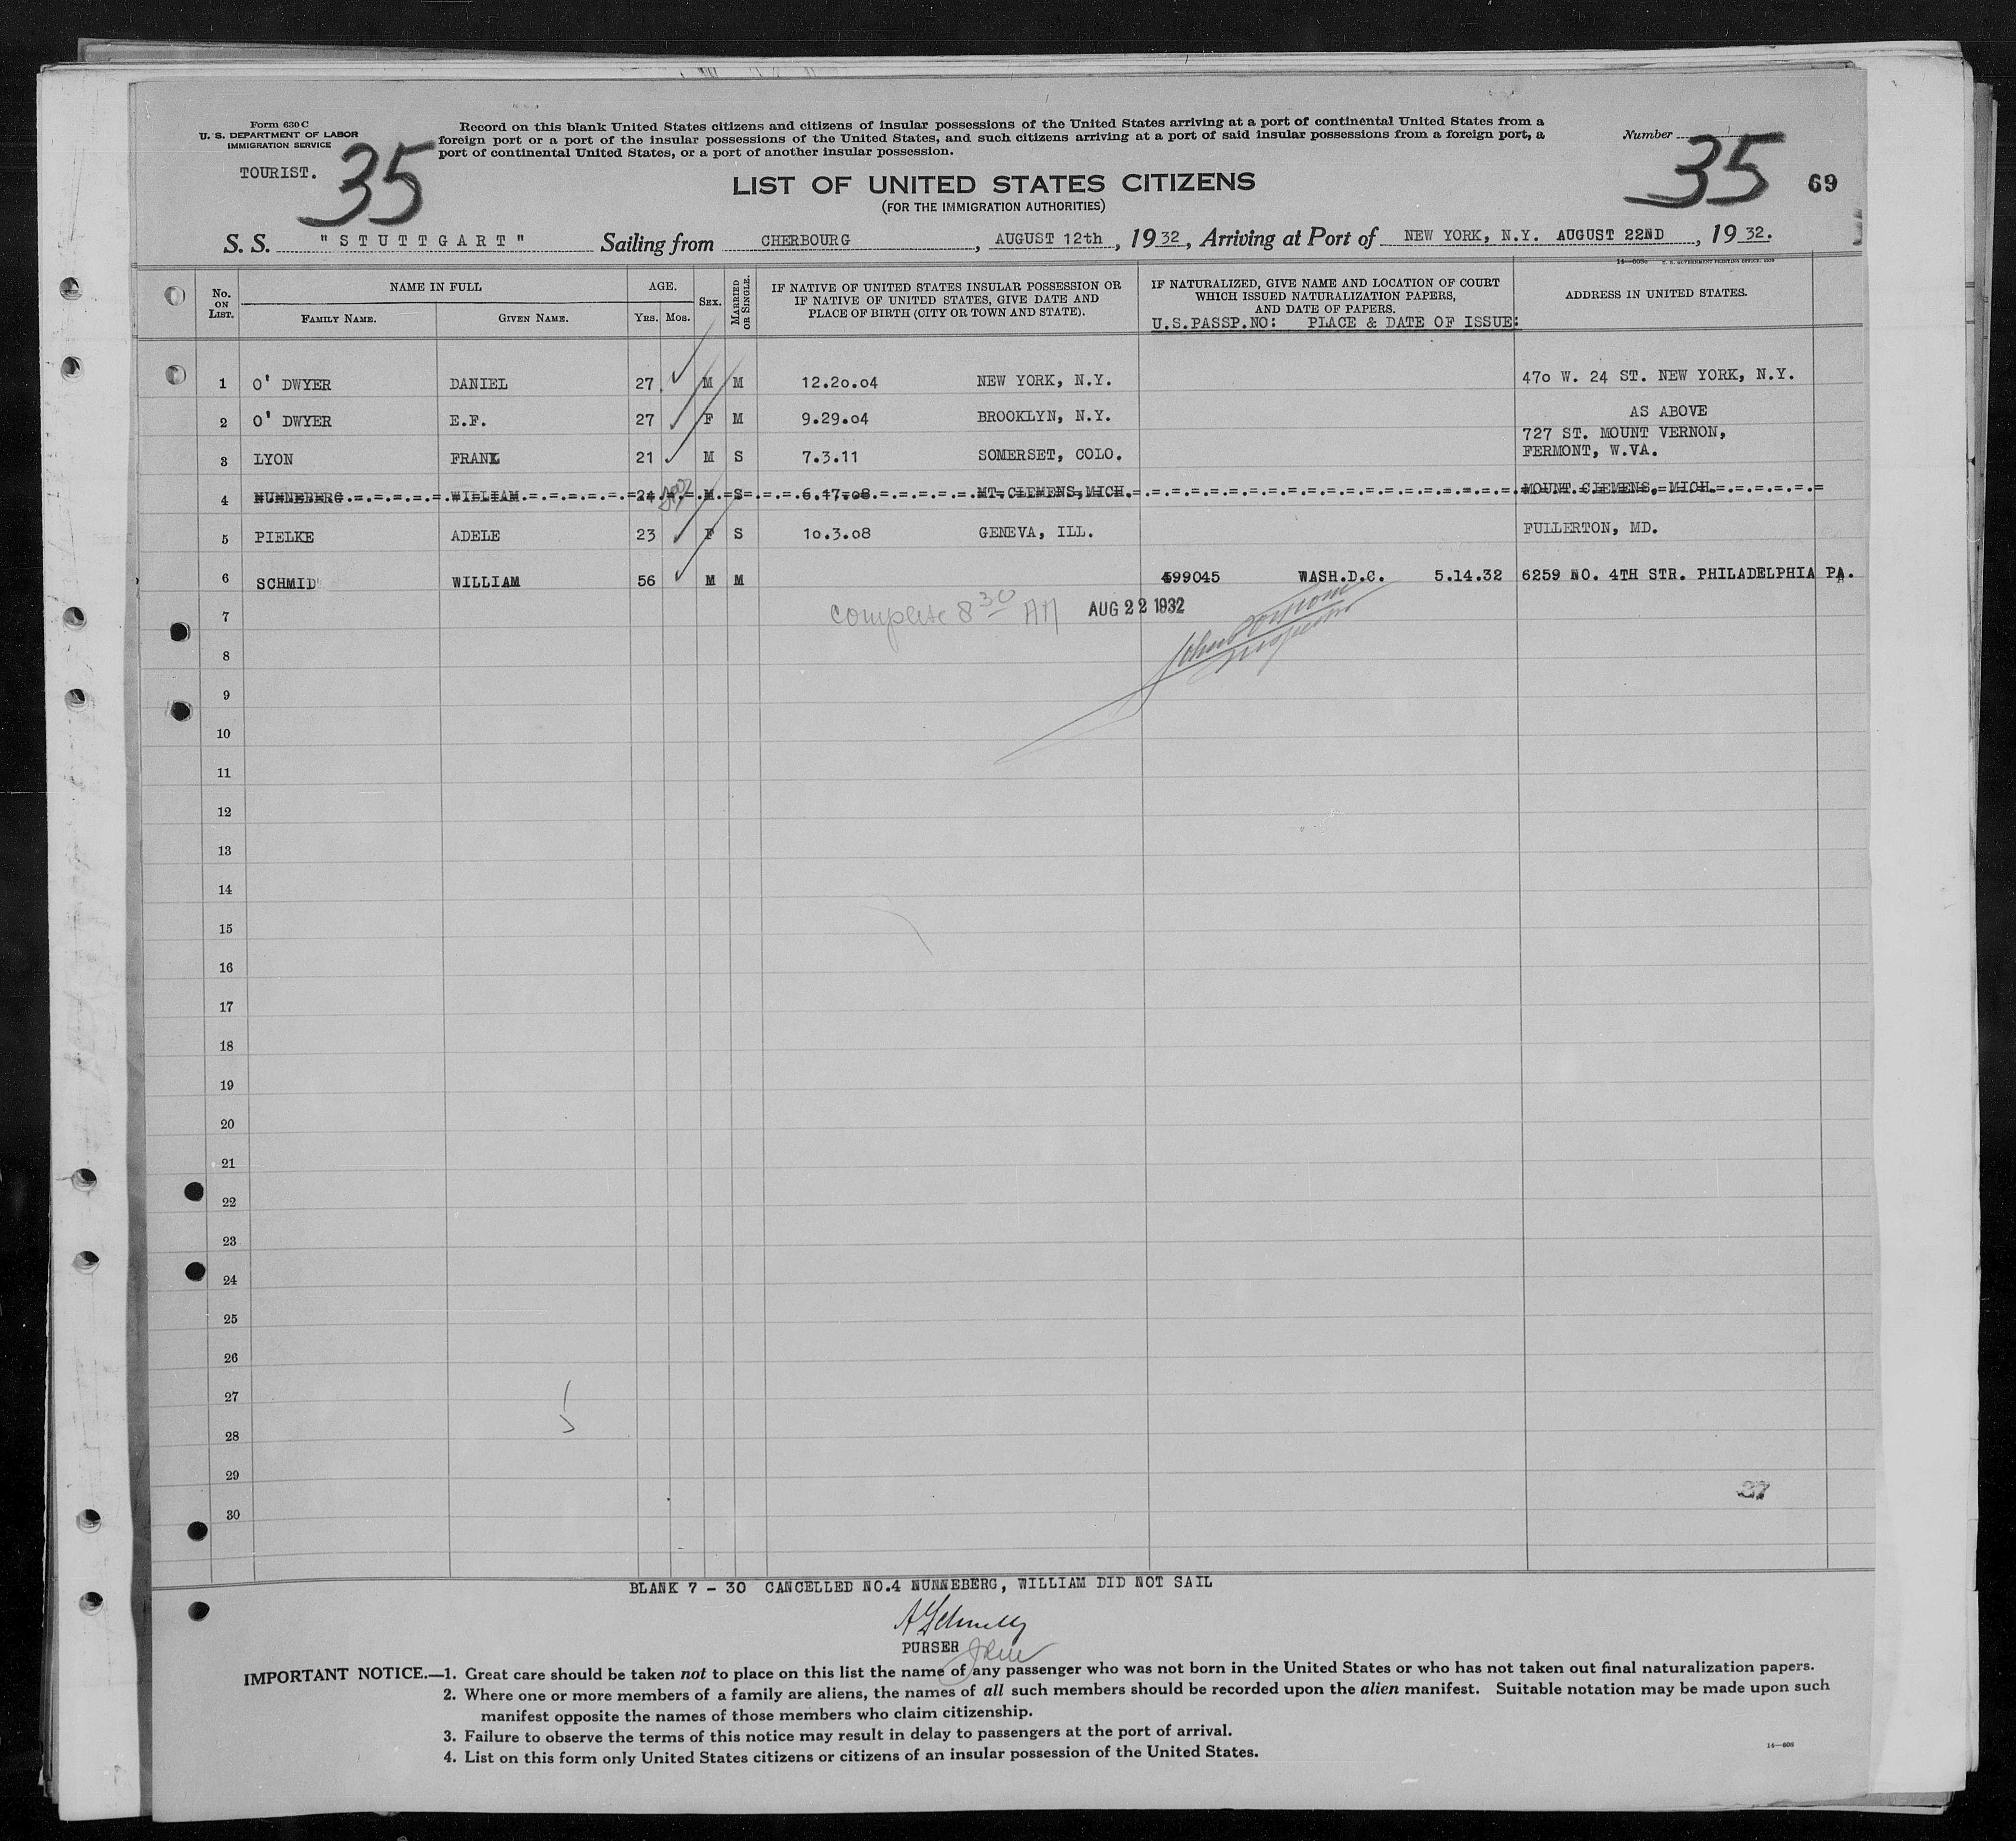 Form 630 C
U. S. DEPARTMENT OF LABOR
IMMIGRATION SERVICE
TOURIST.
35
Record on this blank United States citizens and citizens of insular possessions of the United States arriving at a port of continental United States from a
foreign port or a port of the insular possessions of the United States, and such citizens arriving at a port of said insular possessions from a foreign port, a
port of continental United States, or a port of another insular possession.
Number
35
69
LIST OF UNITED STATES CITIZENS
(FOR THE IMMIGRATION AUTHORITIES)
S. S. "STUTTGART" Sailing from CHERBOURG, AUGUST 12th, 1932, Arriving at Port of NEW YORK, N.Y. AUGUST 22ND, 1932.
No. ON LIST.
NAME IN FULL
FAMILY NAME. GIVEN NAME.
AGE.
YRS. MOS.
SEX.
MARRIED OR SINGLE.
IF NATIVE OF UNITED STATES INSULAR POSSESSION OR
IF NATIVE OF UNITED STATES, GIVE DATE AND
PLACE OF BIRTH (CITY OR TOWN AND STATE).
IF NATURALIZED, GIVE NAME AND LOCATION OF COURT
WHICH ISSUED NATURALIZATION PAPERS,
AND DATE OF PAPERS.
U.S.PASSP.NO: PLACE & DATE OF ISSUE:
ADDRESS IN UNITED STATES.
1 O' DWYER DANIEL 27 M M 12.20.04 NEW YORK, N.Y. 470 W. 24 ST. NEW YORK, N.Y.
2 O' DWYER E.F. 27 F M 9.29.04 BROOKLYN, N.Y. AS ABOVE
3 LYON FRANK 21 M S 7.3.11 SOMERSET, COLO. 727 ST. MOUNT VERNON,
FERMONT, W.VA.
4 NUNNEBERG WILLIAM 24 M S 6.17.08 MT. CLEMENS, MICH. MOUNT CLEMENS, MICH.
5 PIELKE ADELE 23 F S 10.3.08 GENEVA, ILL. FULLERTON, MD.
6 SCHMID WILLIAM 56 M M 599045 WASH.D.C. 5.14.32 6259 NO. 4TH STR. PHILADELPHIA PA.
7 Complete 8 30 AM AUG 22 1932
Inspector
8
9
10
11
12
13
14
15
16
17
18
19
20
21
22
23
24
25
26
27
28
29
37
30
BLANK 7 - 30 CANCELLED NO.4 NUNNEBERG, WILLIAM DID NOT SAIL
PURSER
IMPORTANT NOTICE.—1. Great care should be taken not to place on this list the name of any passenger who was not born in the United States or who has not taken out final naturalization papers.
2. Where one or more members of a family are aliens, the names of all such members should be recorded upon the alien manifest. Suitable notation may be made upon such
manifest opposite the names of those members who claim citizenship.
3. Failure to observe the terms of this notice may result in delay to passengers at the port of arrival.
4. List on this form only United States citizens or citizens of an insular possession of the United States.
14—608